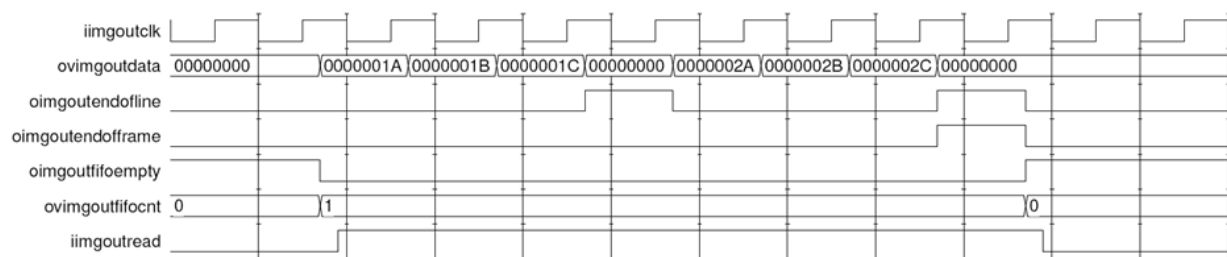 iimgoutclk
ovimgoutdata 00000000 0000001A 0000001B 0000001C 00000000 0000002A 0000002B 0000002C 00000000
oimgoutendofline
oimgoutendofframe
oimgoutfifoempty
ovimgoutfifocnt 0 1 0
iimgoutread